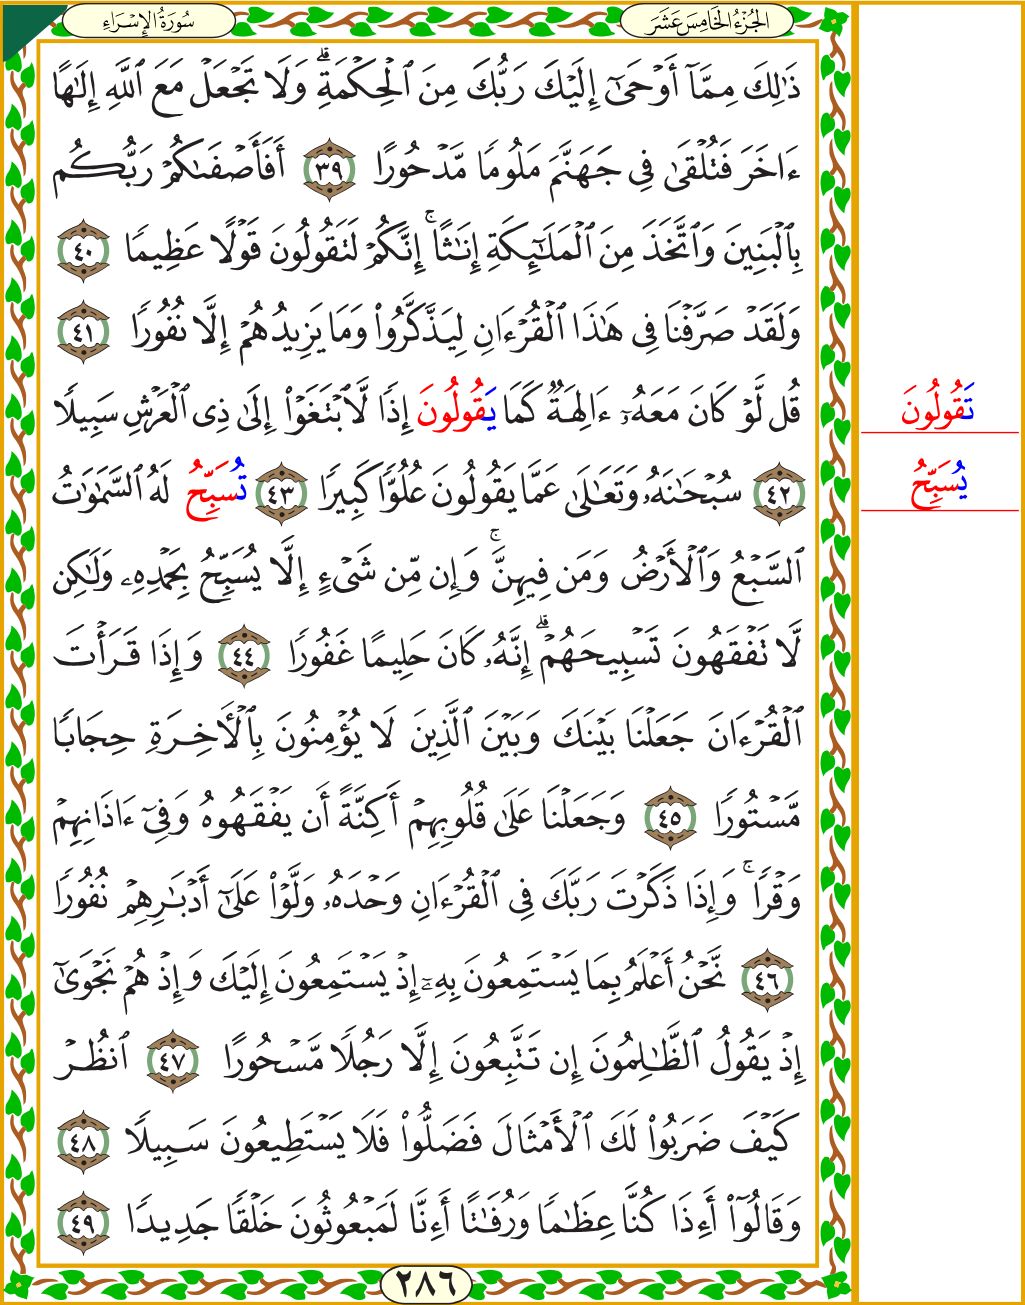 الجُزْءُ الخَامِسَ عَشَرَ
سُورَةُ الإِسْرَاءِ
ذَٰلِكَ مِمَّآ أَوْحَىٰٓ إِلَيْكَ رَبُّكَ مِنَ ٱلْحِكْمَةِۗ وَلَا تَجْعَلْ مَعَ ٱللَّهِ إِلَٰهًا
ءَاخَرَ فَتُلْقَىٰ فِى جَهَنَّمَ مَلُومًا مَّدْحُورًا ٣٩ أَفَأَصْفَىٰكُمْ رَبُّكُم
بِٱلْبَنِينَ وَٱتَّخَذَ مِنَ ٱلْمَلَٰٓئِكَةِ إِنَٰثًاۚ إِنَّكُمْ لَتَقُولُونَ قَوْلًا عَظِيمًا ٤٠
وَلَقَدْ صَرَّفْنَا فِى هَٰذَا ٱلْقُرْءَانِ لِيَذَّكَّرُوا۟ وَمَا يَزِيدُهُمْ إِلَّا نُفُورًا ٤١
قُل لَّوْ كَانَ مَعَهُۥٓ ءَالِهَةٌ كَمَا يَقُولُونَ إِذًا لَّٱبْتَغَوْا۟ إِلَىٰ ذِى ٱلْعَرْشِ سَبِيلًا
تَقُولُونَ
٤٢ سُبْحَٰنَهُۥ وَتَعَٰلَىٰ عَمَّا يَقُولُونَ عُلُوًّا كَبِيرًا ٤٣ تُسَبِّحُ لَهُ ٱلسَّمَٰوَٰتُ
يُسَبِّحُ
ٱلسَّبْعُ وَٱلْأَرْضُ وَمَن فِيهِنَّۚ وَإِن مِّن شَىْءٍ إِلَّا يُسَبِّحُ بِحَمْدِهِۦ وَلَٰكِن
لَّا تَفْقَهُونَ تَسْبِيحَهُمْۗ إِنَّهُۥ كَانَ حَلِيمًا غَفُورًا ٤٤ وَإِذَا قَرَأْتَ
ٱلْقُرْءَانَ جَعَلْنَا بَيْنَكَ وَبَيْنَ ٱلَّذِينَ لَا يُؤْمِنُونَ بِٱلْأَخِرَةِ حِجَابًا
مَّسْتُورًا ٤٥ وَجَعَلْنَا عَلَىٰ قُلُوبِهِمْ أَكِنَّةً أَن يَفْقَهُوهُ وَفِىٓ ءَاذَانِهِمْ
وَقْرًاۚ وَإِذَا ذَكَرْتَ رَبَّكَ فِى ٱلْقُرْءَانِ وَحْدَهُۥ وَلَّوْا۟ عَلَىٰٓ أَدْبَٰرِهِمْ نُفُورًا
٤٦ نَّحْنُ أَعْلَمُ بِمَا يَسْتَمِعُونَ بِهِۦٓ إِذْ يَسْتَمِعُونَ إِلَيْكَ وَإِذْ هُمْ نَجْوَىٰٓ
إِذْ يَقُولُ ٱلظَّٰلِمُونَ إِن تَتَّبِعُونَ إِلَّا رَجُلًا مَّسْحُورًا ٤٧ ٱنظُرْ
كَيْفَ ضَرَبُوا۟ لَكَ ٱلْأَمْثَالَ فَضَلُّوا۟ فَلَا يَسْتَطِيعُونَ سَبِيلًا ٤٨
وَقَالُوٓا۟ أَءِذَا كُنَّا عِظَٰمًا وَرُفَٰتًا أَءِنَّا لَمَبْعُوثُونَ خَلْقًا جَدِيدًا ٤٩
٢٨٦